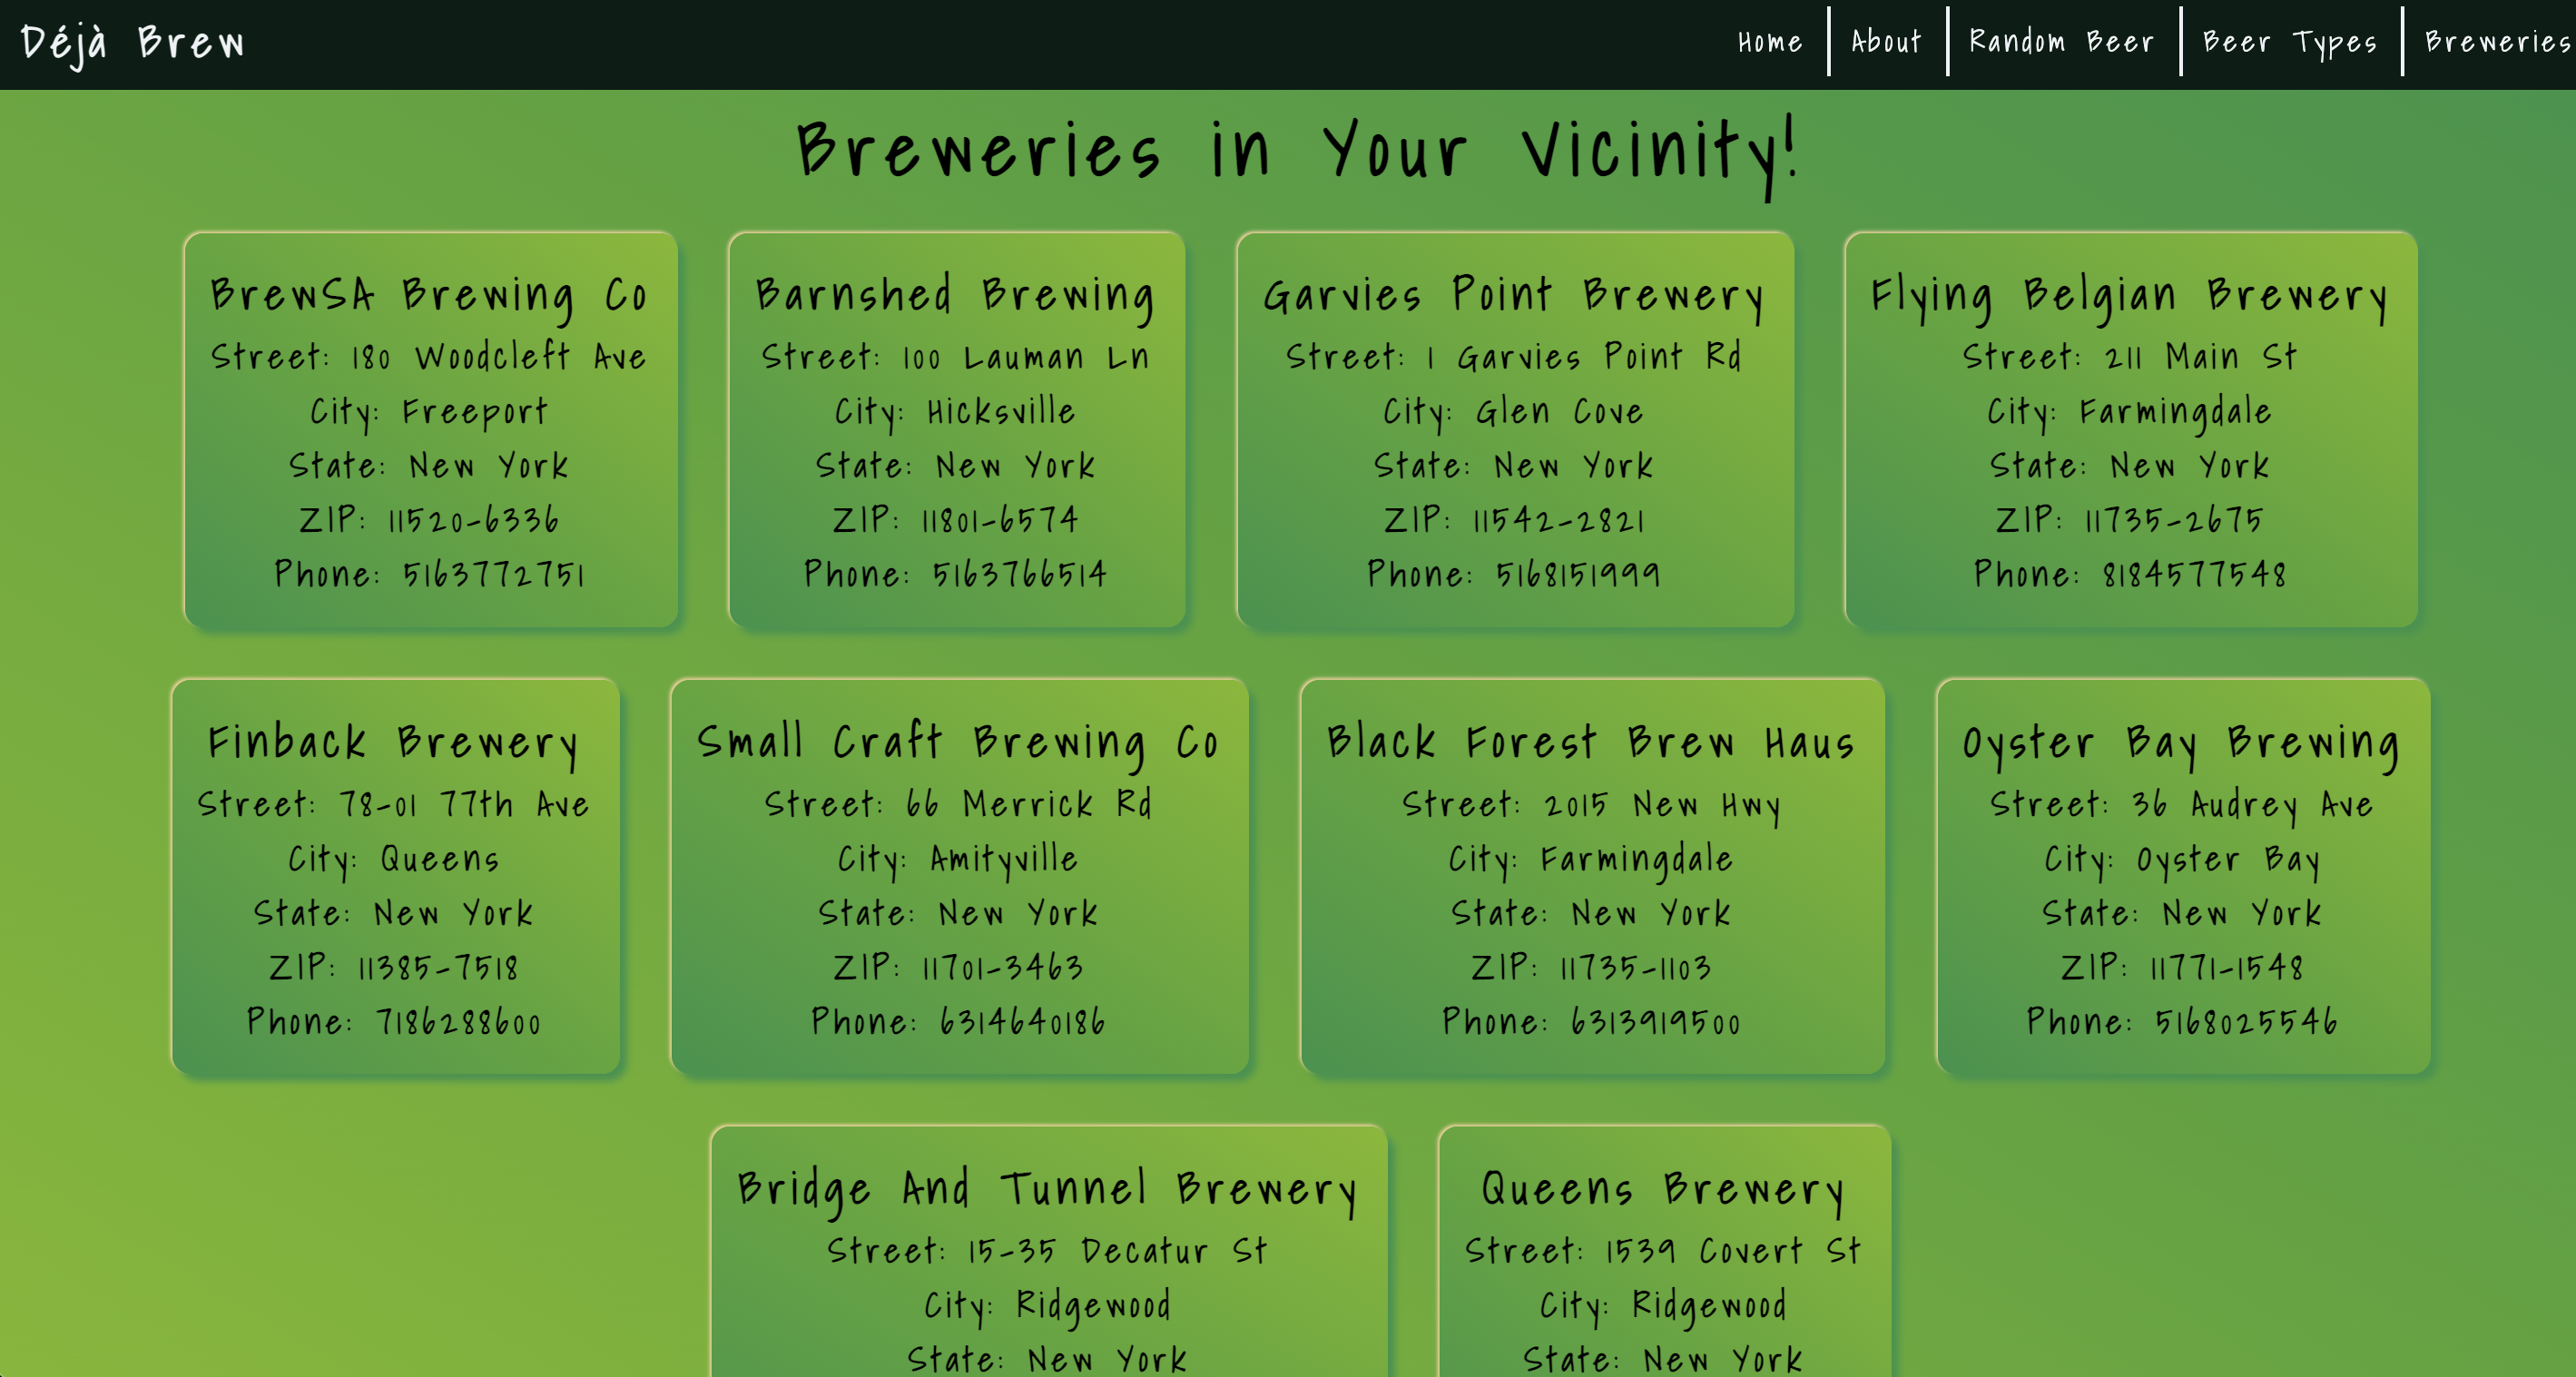 Déjà Brew
Home
About
Random Beer
Beer Types
Breweries
Breweries in Your Vicinity!
BrewSA Brewing Co
Street: 180 Woodcleft Ave
City: Freeport
State: New York
ZIP: 11520-6336
Phone: 5163772751
Barnshed Brewing
Street: 100 Lauman Ln
City: Hicksville
State: New York
ZIP: 11801-6574
Phone: 5163766514
Garvies Point Brewery
Street: 1 Garvies Point Rd
City: Glen Cove
State: New York
ZIP: 11542-2821
Phone: 5168151999
Flying Belgian Brewery
Street: 211 Main St
City: Farmingdale
State: New York
ZIP: 11735-2675
Phone: 8184577548
Finback Brewery
Street: 78-01 77th Ave
City: Queens
State: New York
ZIP: 11385-7518
Phone: 7186288600
Small Craft Brewing Co
Street: 66 Merrick Rd
City: Amityville
State: New York
ZIP: 11701-3463
Phone: 6314640186
Black Forest Brew Haus
Street: 2015 New Hwy
City: Farmingdale
State: New York
ZIP: 11735-1103
Phone: 6313919500
Oyster Bay Brewing
Street: 36 Audrey Ave
City: Oyster Bay
State: New York
ZIP: 11771-1548
Phone: 5168025546
Bridge And Tunnel Brewery
Street: 15-35 Decatur St
City: Ridgewood
State: New York
Queens Brewery
Street: 1539 Covert St
City: Ridgewood
State: New York